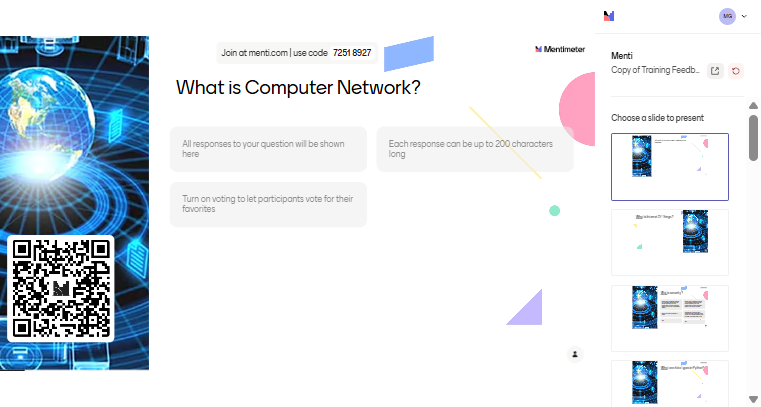 Join at menti.com | use code 7251 8927
Mentimeter
What is Computer Network?
All responses to your question will be shown
here
Each response can be up to 200 characters
long
Turn on voting to let participants vote for their
favorites
MG
Menti
Copy of Training Feedb...
Choose a slide to present